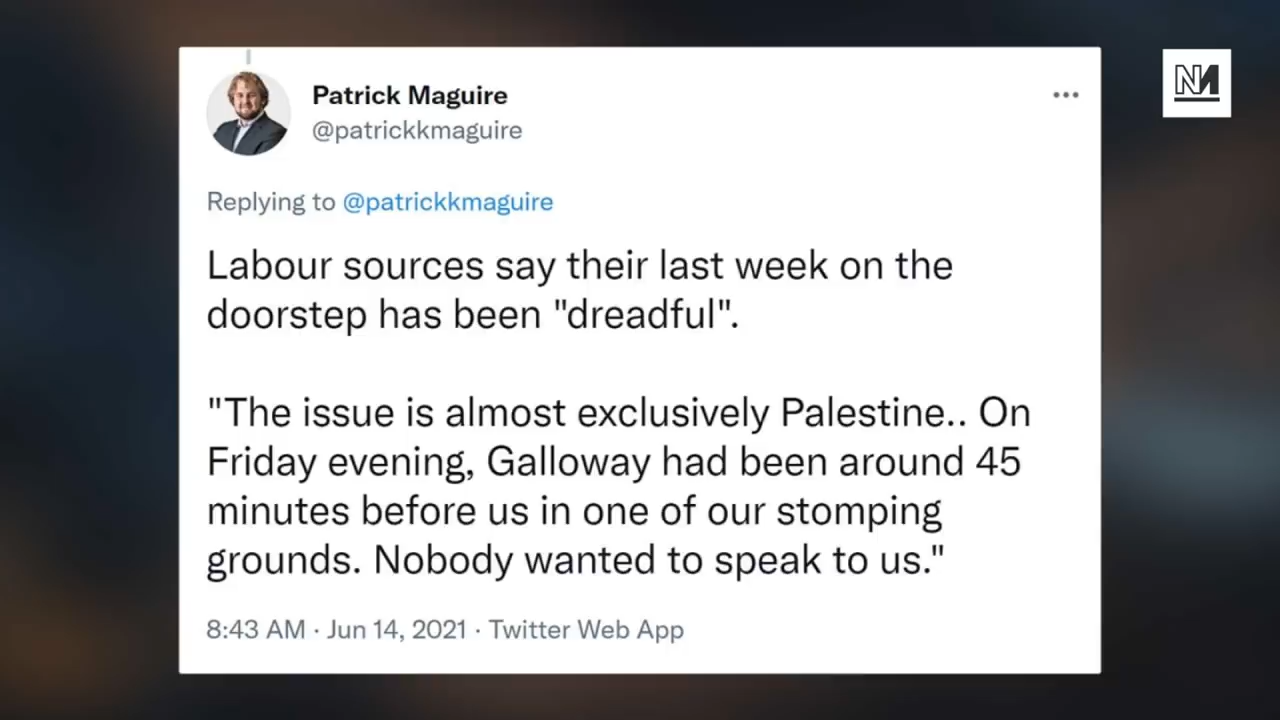 Patrick Maguire
@patrickkmaguire
Replying to @patrickkmaguire
Labour sources say their last week on the
doorstep has been "dreadful".
"The issue is almost exclusively Palestine.. On
Friday evening, Galloway had been around 45
minutes before us in one of our stomping
grounds. Nobody wanted to speak to us."
8:43 AM · Jun 14, 2021 · Twitter Web App
NM